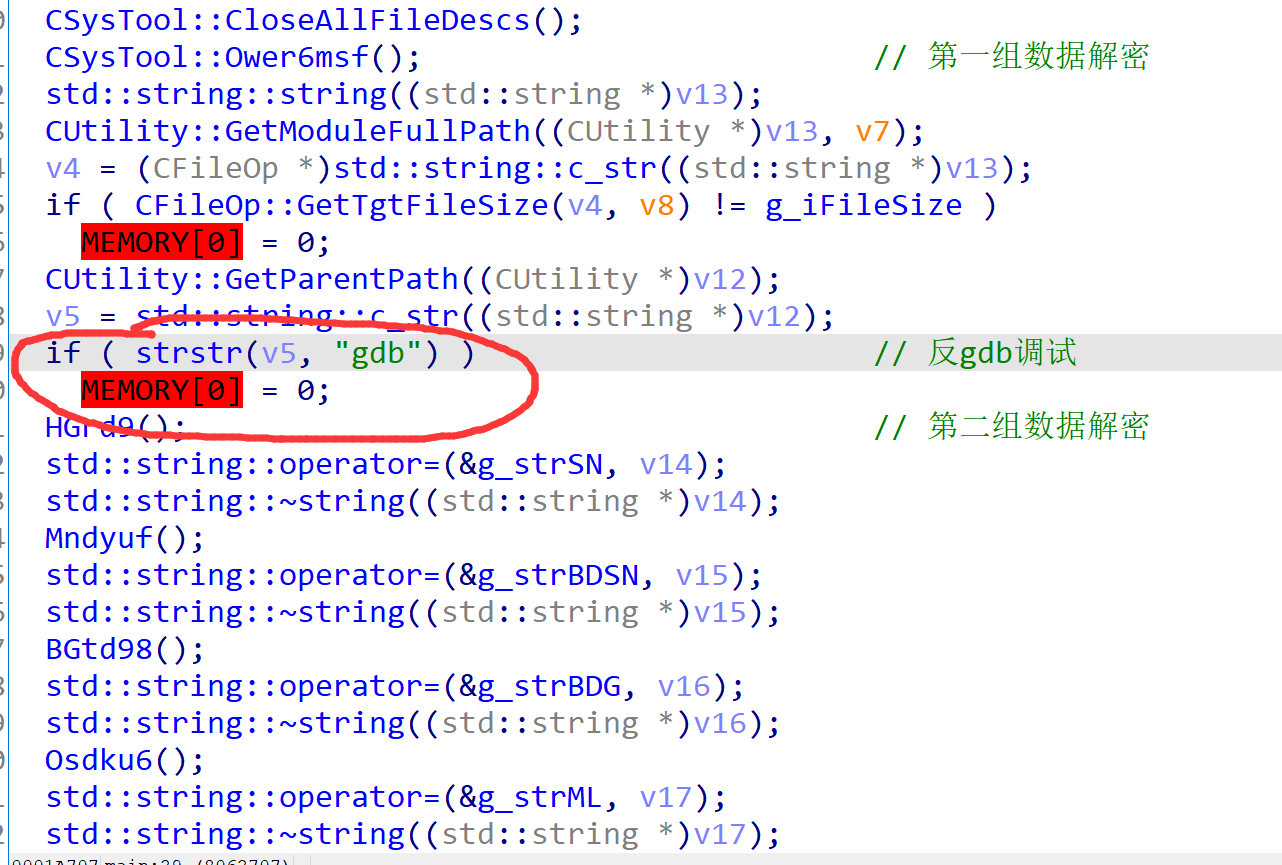 CSysTool::CloseAllFileDescs();
CSysTool::Ower6msf(); // 第一组数据解密
std::string::string((std::string *)v13);
CUtility::GetModuleFullPath((CUtility *)v13, v7);
v4 = (CFileOp *)std::string::c_str((std::string *)v13);
if ( CFileOp::GetTgtFileSize(v4, v8) != g_iFileSize )
MEMORY[0] = 0;
CUtility::GetParentPath((CUtility *)v12);
v5 = std::string::c_str((std::string *)v12);
if ( strstr(v5, "gdb") ) // 反gdb调试
MEMORY[0] = 0;
HGrd9(); // 第二组数据解密
std::string::operator=(&g_strSN, v14);
std::string::~string((std::string *)v14);
Mndyuf();
std::string::operator=(&g_strBDSN, v15);
std::string::~string((std::string *)v15);
BGtd98();
std::string::operator=(&g_strBDG, v16);
std::string::~string((std::string *)v16);
Osdku6();
std::string::operator=(&g_strML, v17);
std::string::~string((std::string *)v17);